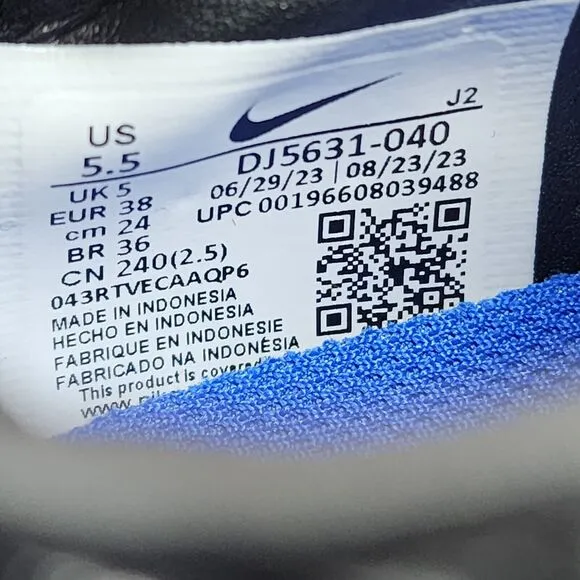 US
5.5
UK 5
EUR 38
cm 24
BR 36
CN 240(2.5)
J2
DJ5631-040
06/29/23 | 08/23/23
UPC 00196608039488
043RTVECAAQP6
MADE IN INDONESIA
HECHO EN INDONESIA
FABRIQUE EN INDONESIE
FABRICADO NA INDONÉSIA
This product is covered
www.